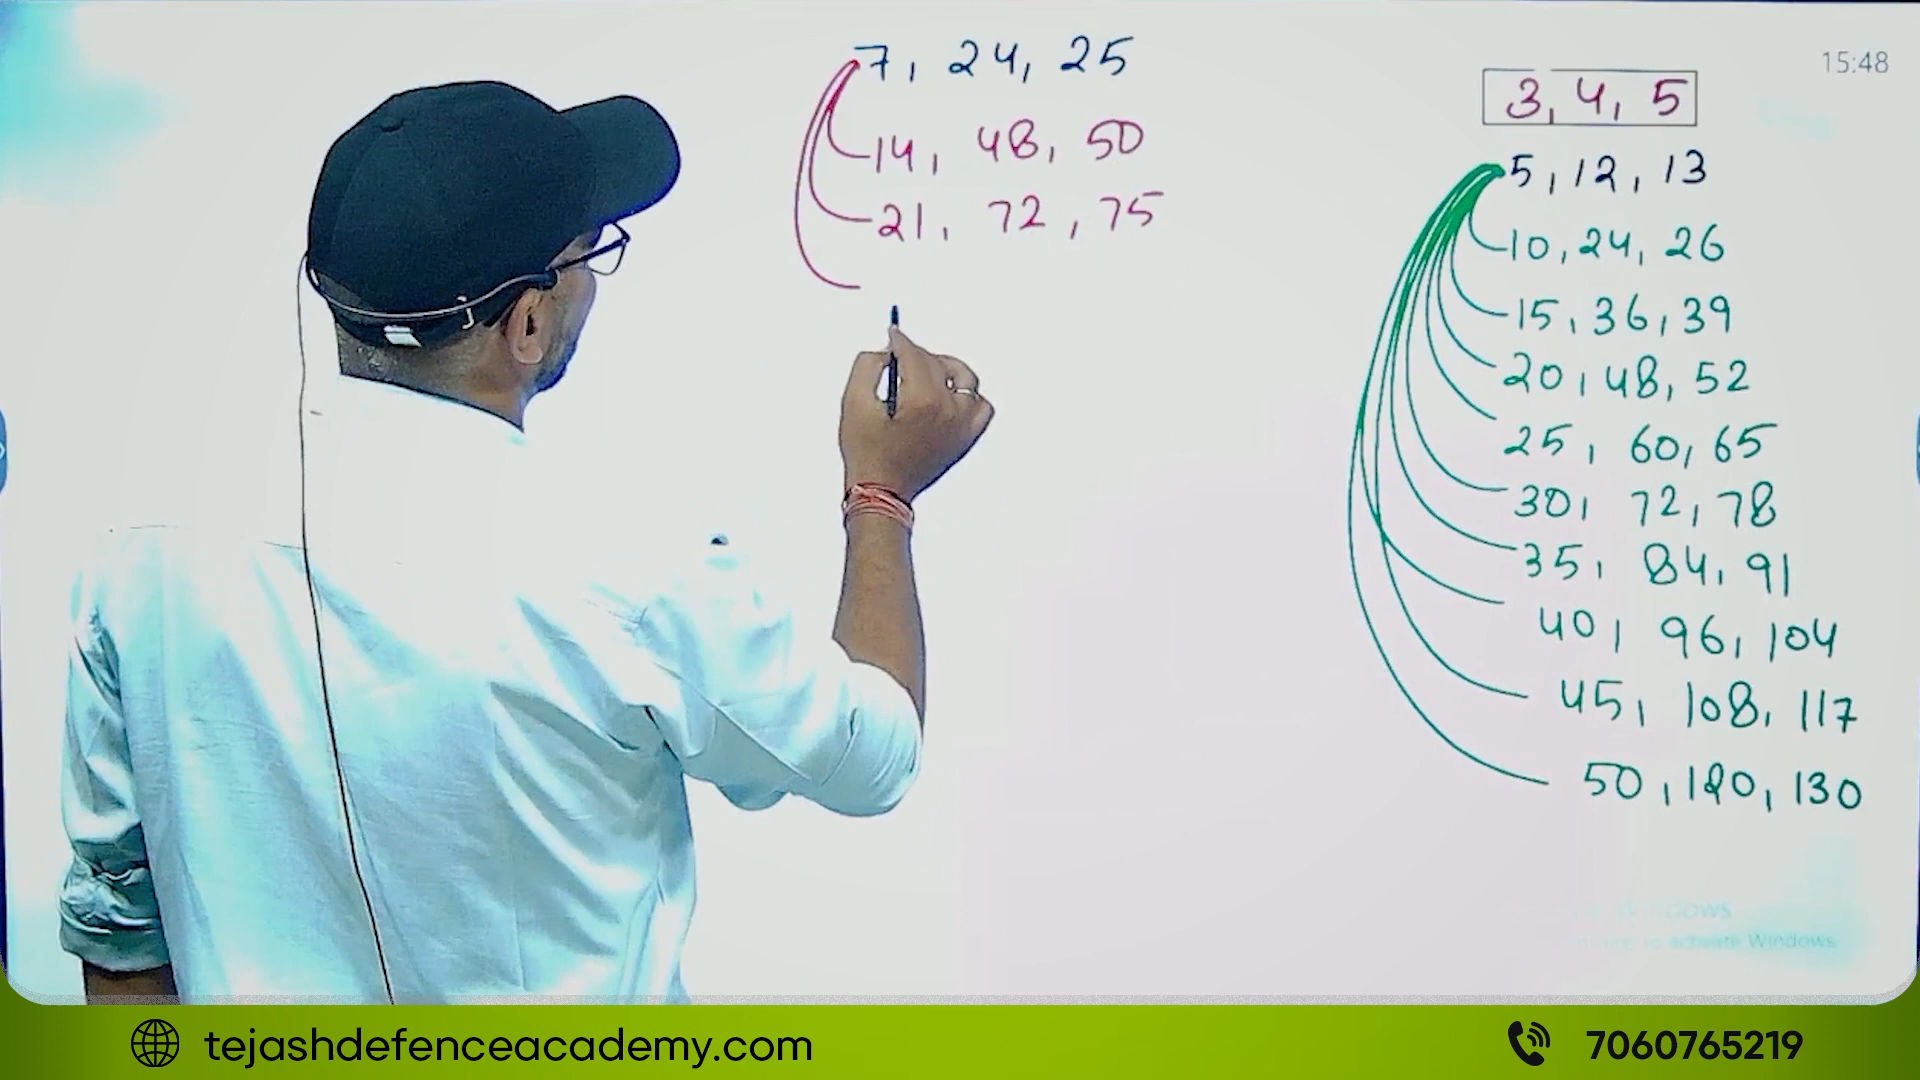 7, 24, 25
14, 48, 50
21, 72, 75
15:48
3, 4, 5
5, 12, 13
10, 24, 26
15, 36, 39
20, 48, 52
25, 60, 65
30, 72, 78
35, 84, 91
40, 96, 104
45, 108, 117
50, 120, 130
activate Windows
tejashdefenceacademy.com
7060765219